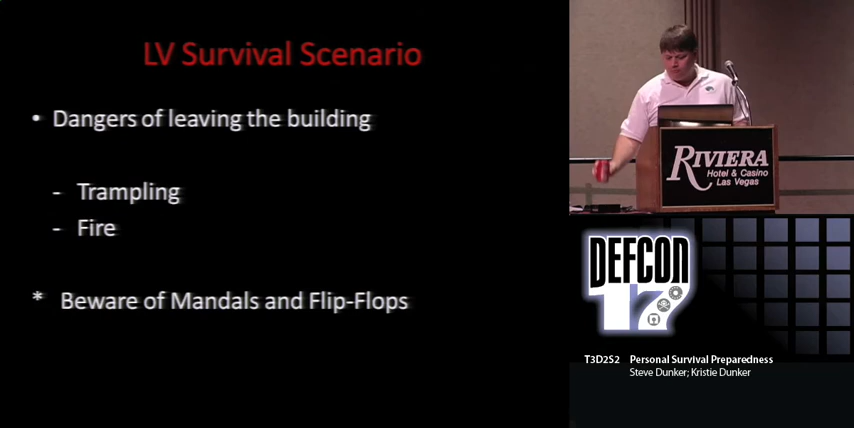 LV Survival Scenario
• Dangers of leaving the building
- Trampling
- Fire
* Beware of Mandals and Flip-Flops
RIVIERA
Hotel & Casino
Las Vegas
DEFCON
17
T3D2S2 Personal Survival Preparedness
Steve Dunker; Kristie Dunker